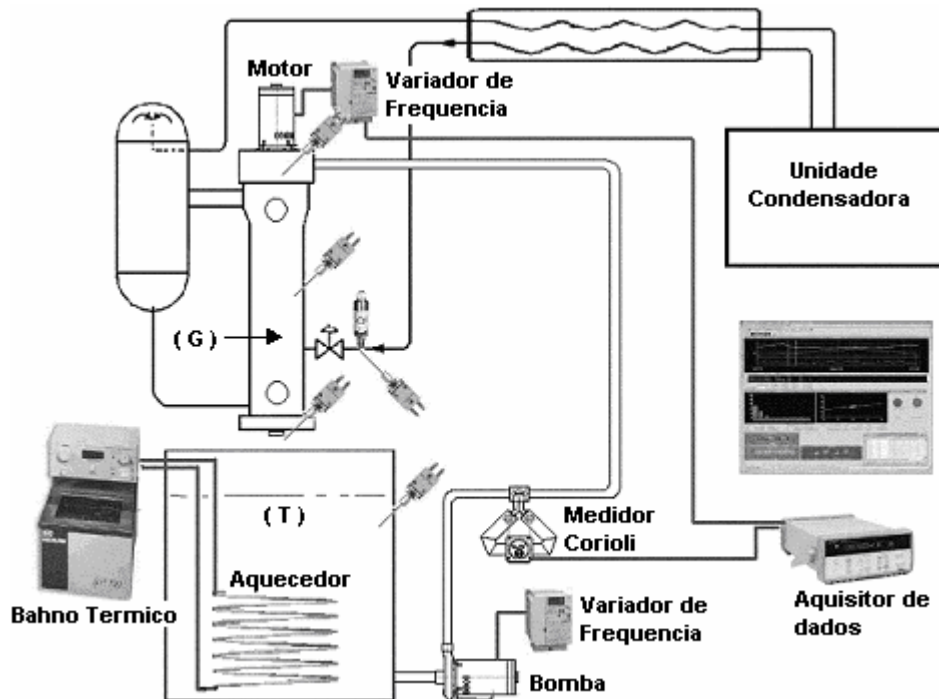 Motor
Variador de
Frequencia
Unidade
Condensadora
( G )
( T )
Medidor
Corioli
Aquecedor
Bahno Termico
Variador de
Frequencia
Aquisitor de
dados
Bomba